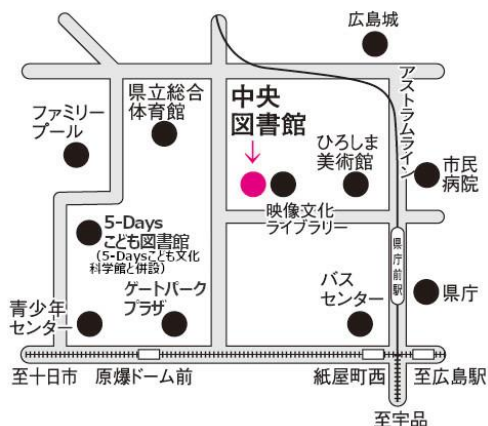 広島城
県立総合
体育館
ファミリー
プール
中央
図書館
ひろしま
美術館
アストラムライン
市民
病院
映像文化
ライブラリー
5-Days
こども図書館
(5-Daysこども文化
科学館と併設)
県庁前駅
青少年
センター
ゲートパーク
プラザ
バス
センター
県庁
至十日市
原爆ドーム前
紙屋町西
至広島駅
至宇品